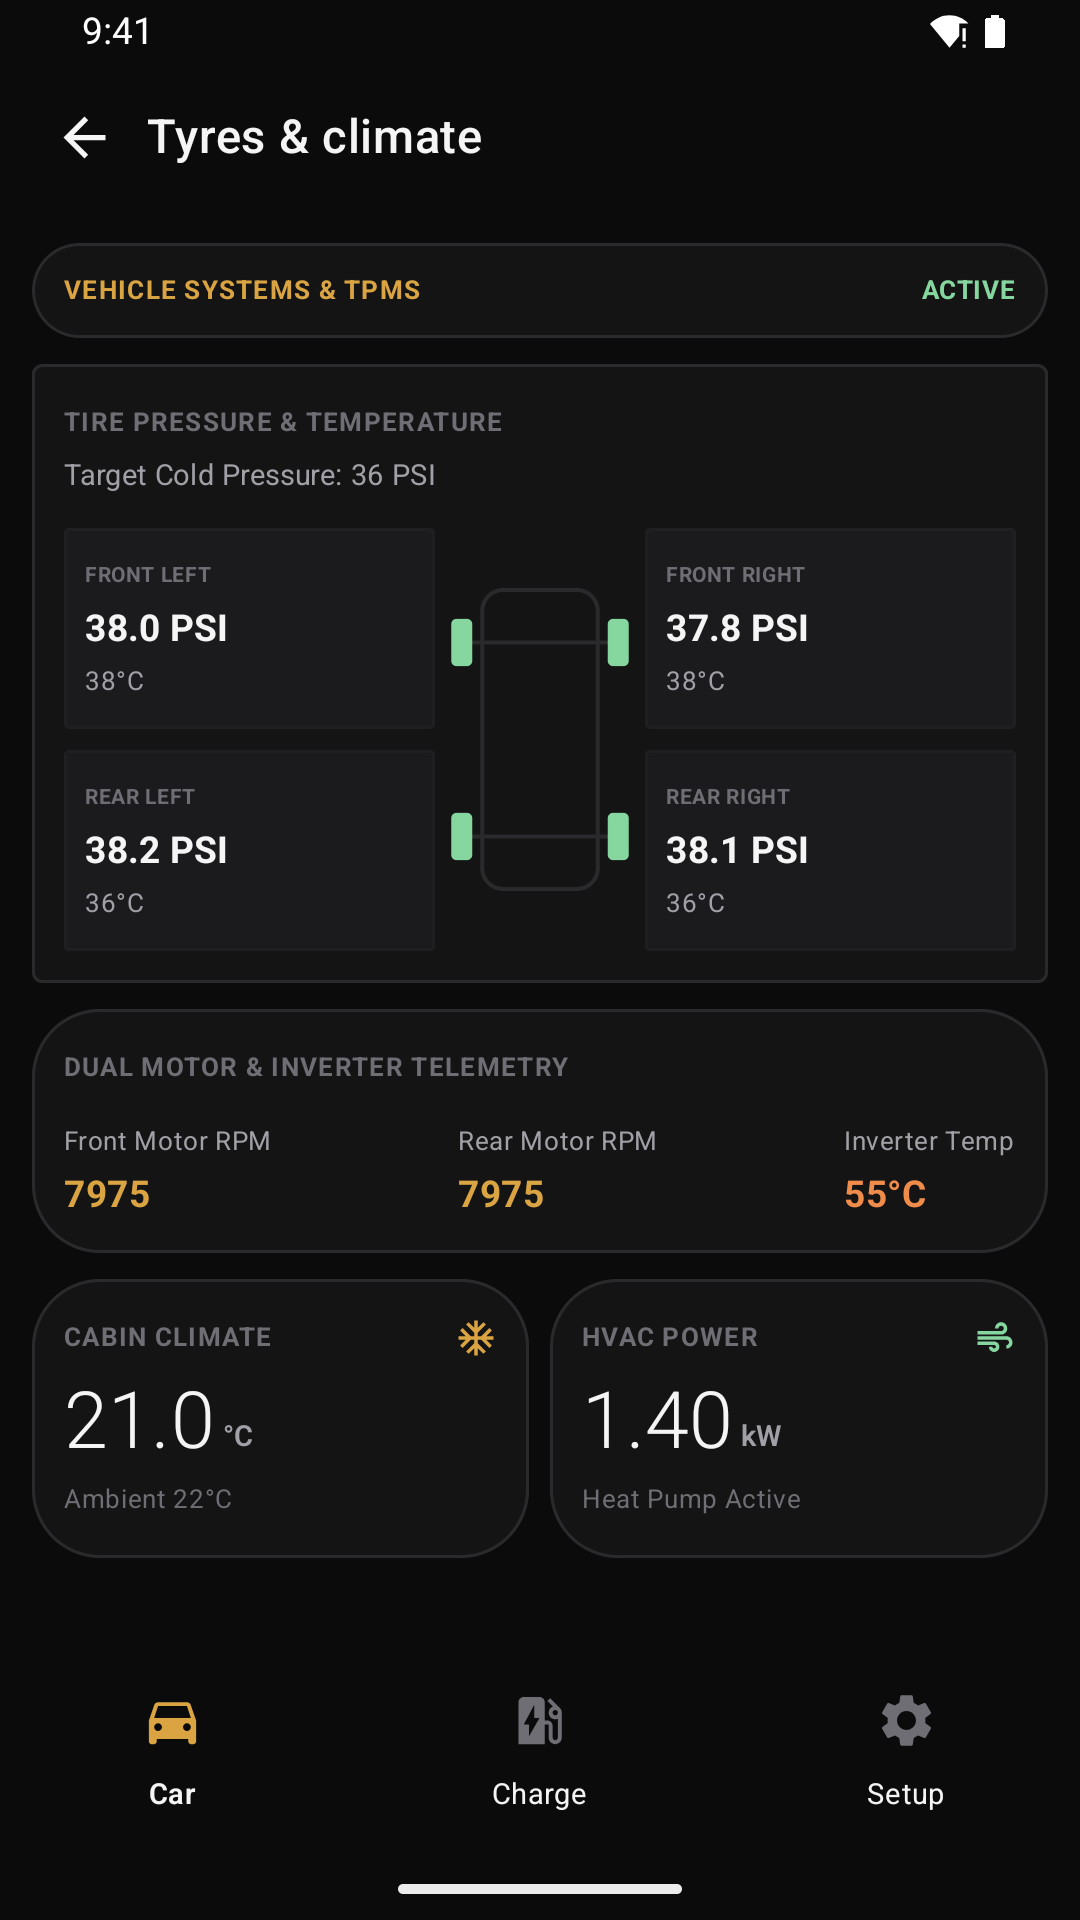 9:41
Tyres & climate
VEHICLE SYSTEMS & TPMS
ACTIVE
TIRE PRESSURE & TEMPERATURE
Target Cold Pressure: 36 PSI
FRONT LEFT
38.0 PSI
38°C
FRONT RIGHT
37.8 PSI
38°C
REAR LEFT
38.2 PSI
36°C
REAR RIGHT
38.1 PSI
36°C
DUAL MOTOR & INVERTER TELEMETRY
Front Motor RPM
7975
Rear Motor RPM
7975
Inverter Temp
55°C
CABIN CLIMATE
21.0 °C
Ambient 22°C
HVAC POWER
1.40 kW
Heat Pump Active
Car
Charge
Setup